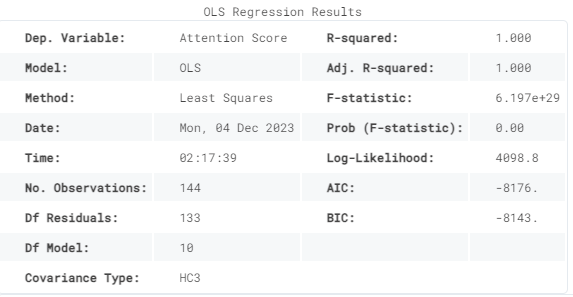 OLS Regression Results
Dep. Variable: Attention Score R-squared: 1.000
Model: OLS Adj. R-squared: 1.000
Method: Least Squares F-statistic: 6.197e+29
Date: Mon, 04 Dec 2023 Prob (F-statistic): 0.00
Time: 02:17:39 Log-Likelihood: 4098.8
No. Observations: 144 AIC: -8176.
Df Residuals: 133 BIC: -8143.
Df Model: 10
Covariance Type: HC3